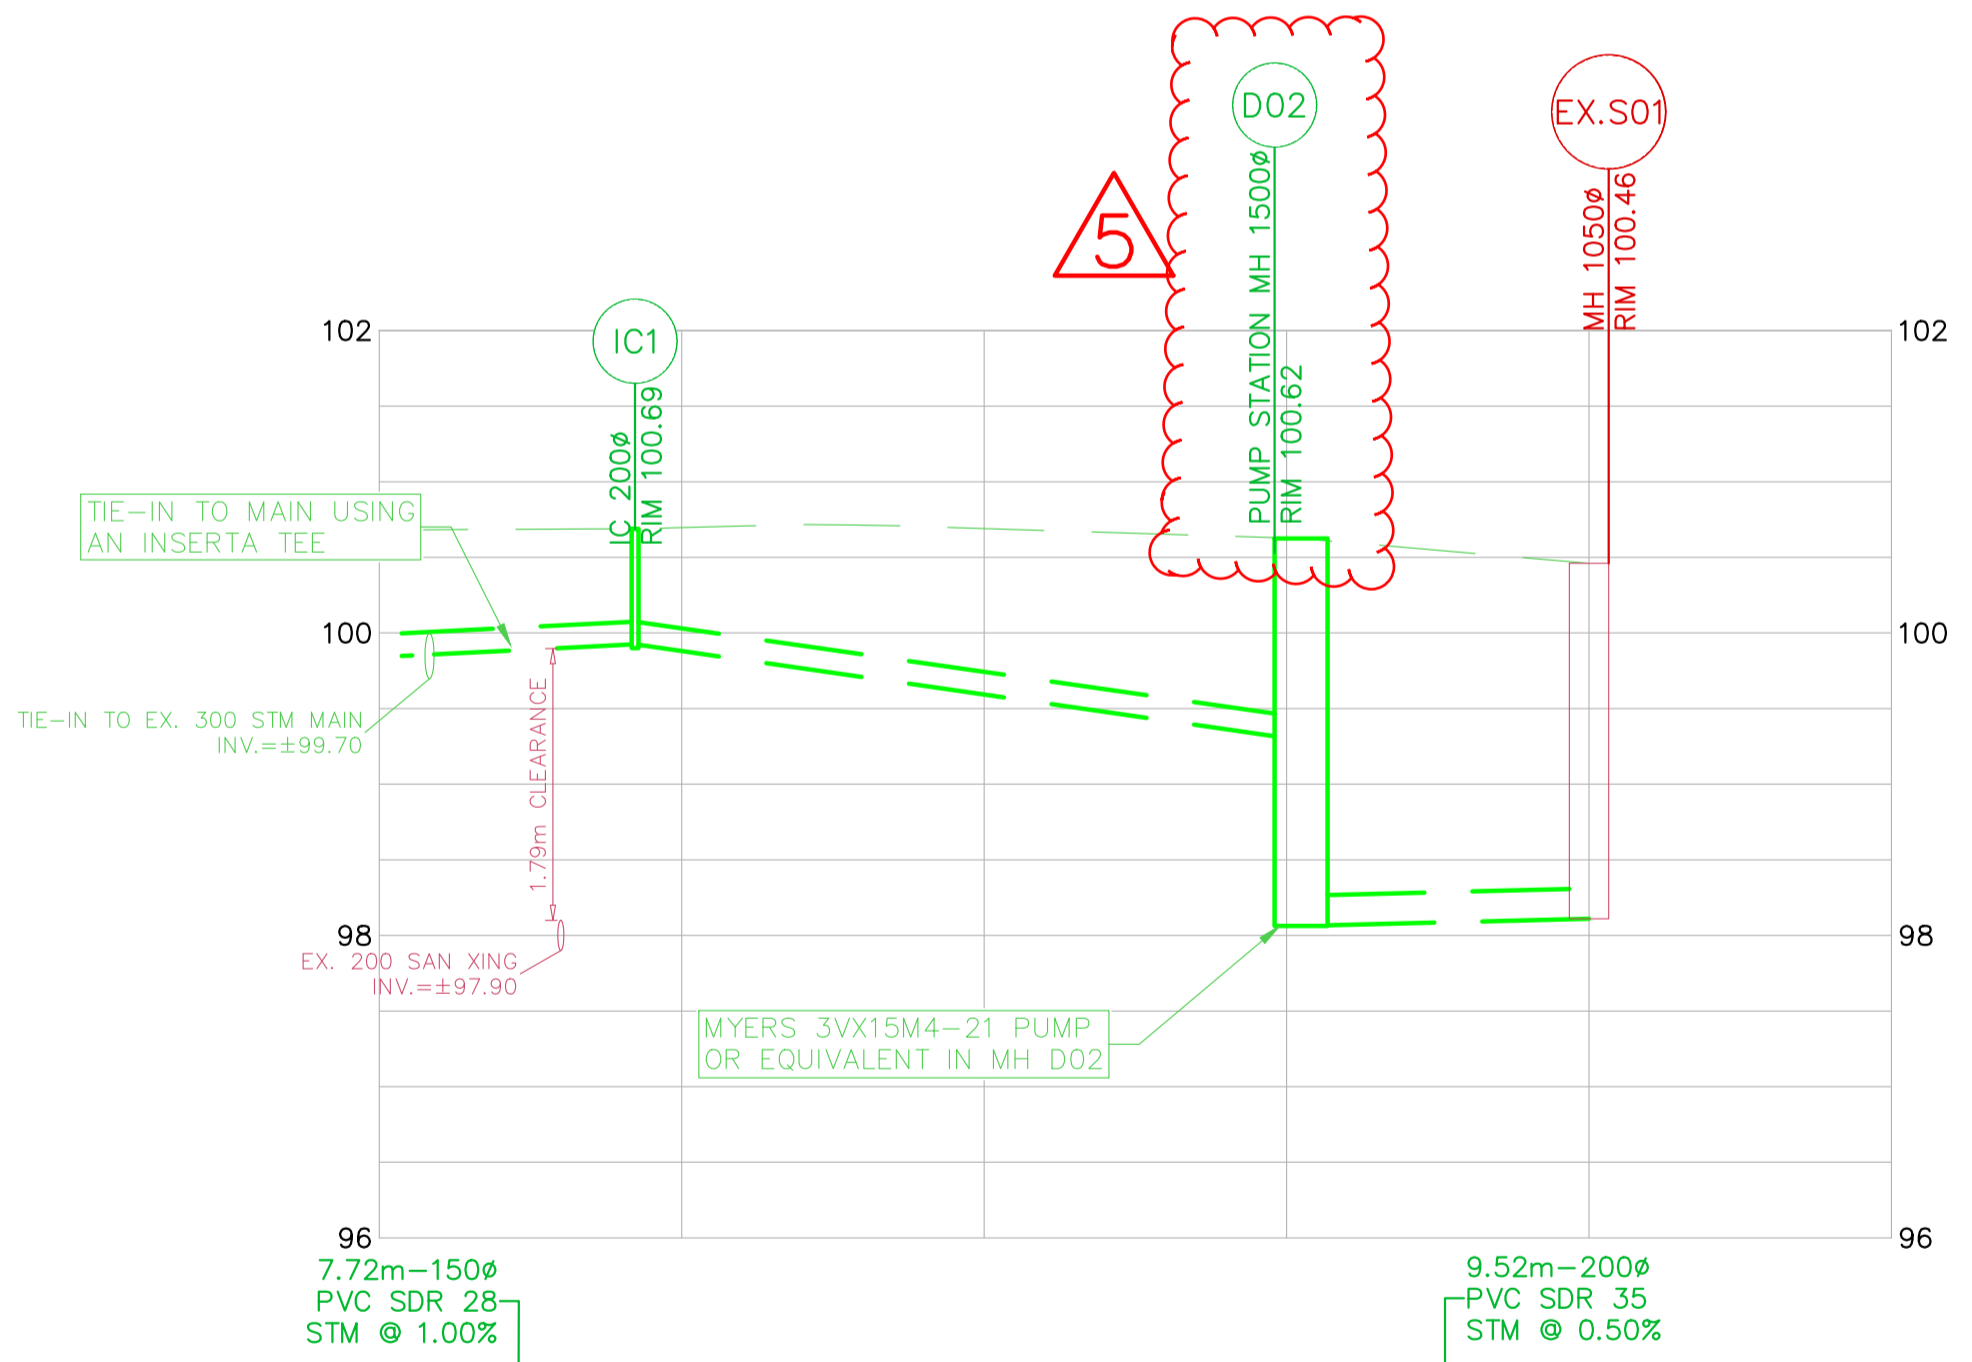 D02
EX.S01
PUMP STATION MH 1500ø
RIM 100.62
MH 1050ø
RIM 100.46
5
102
102
IC1
IC 200ø
RIM 100.69
TIE-IN TO MAIN USING
AN INSERTA TEE
100
100
TIE-IN TO EX. 300 STM MAIN
INV.=±99.70
1.79m CLEARANCE
98
98
EX. 200 SAN XING
INV.=±97.90
MYERS 3VX15M4-21 PUMP
OR EQUIVALENT IN MH D02
96
96
7.72m-150ø
PVC SDR 28
STM @ 1.00%
9.52m-200ø
PVC SDR 35
STM @ 0.50%